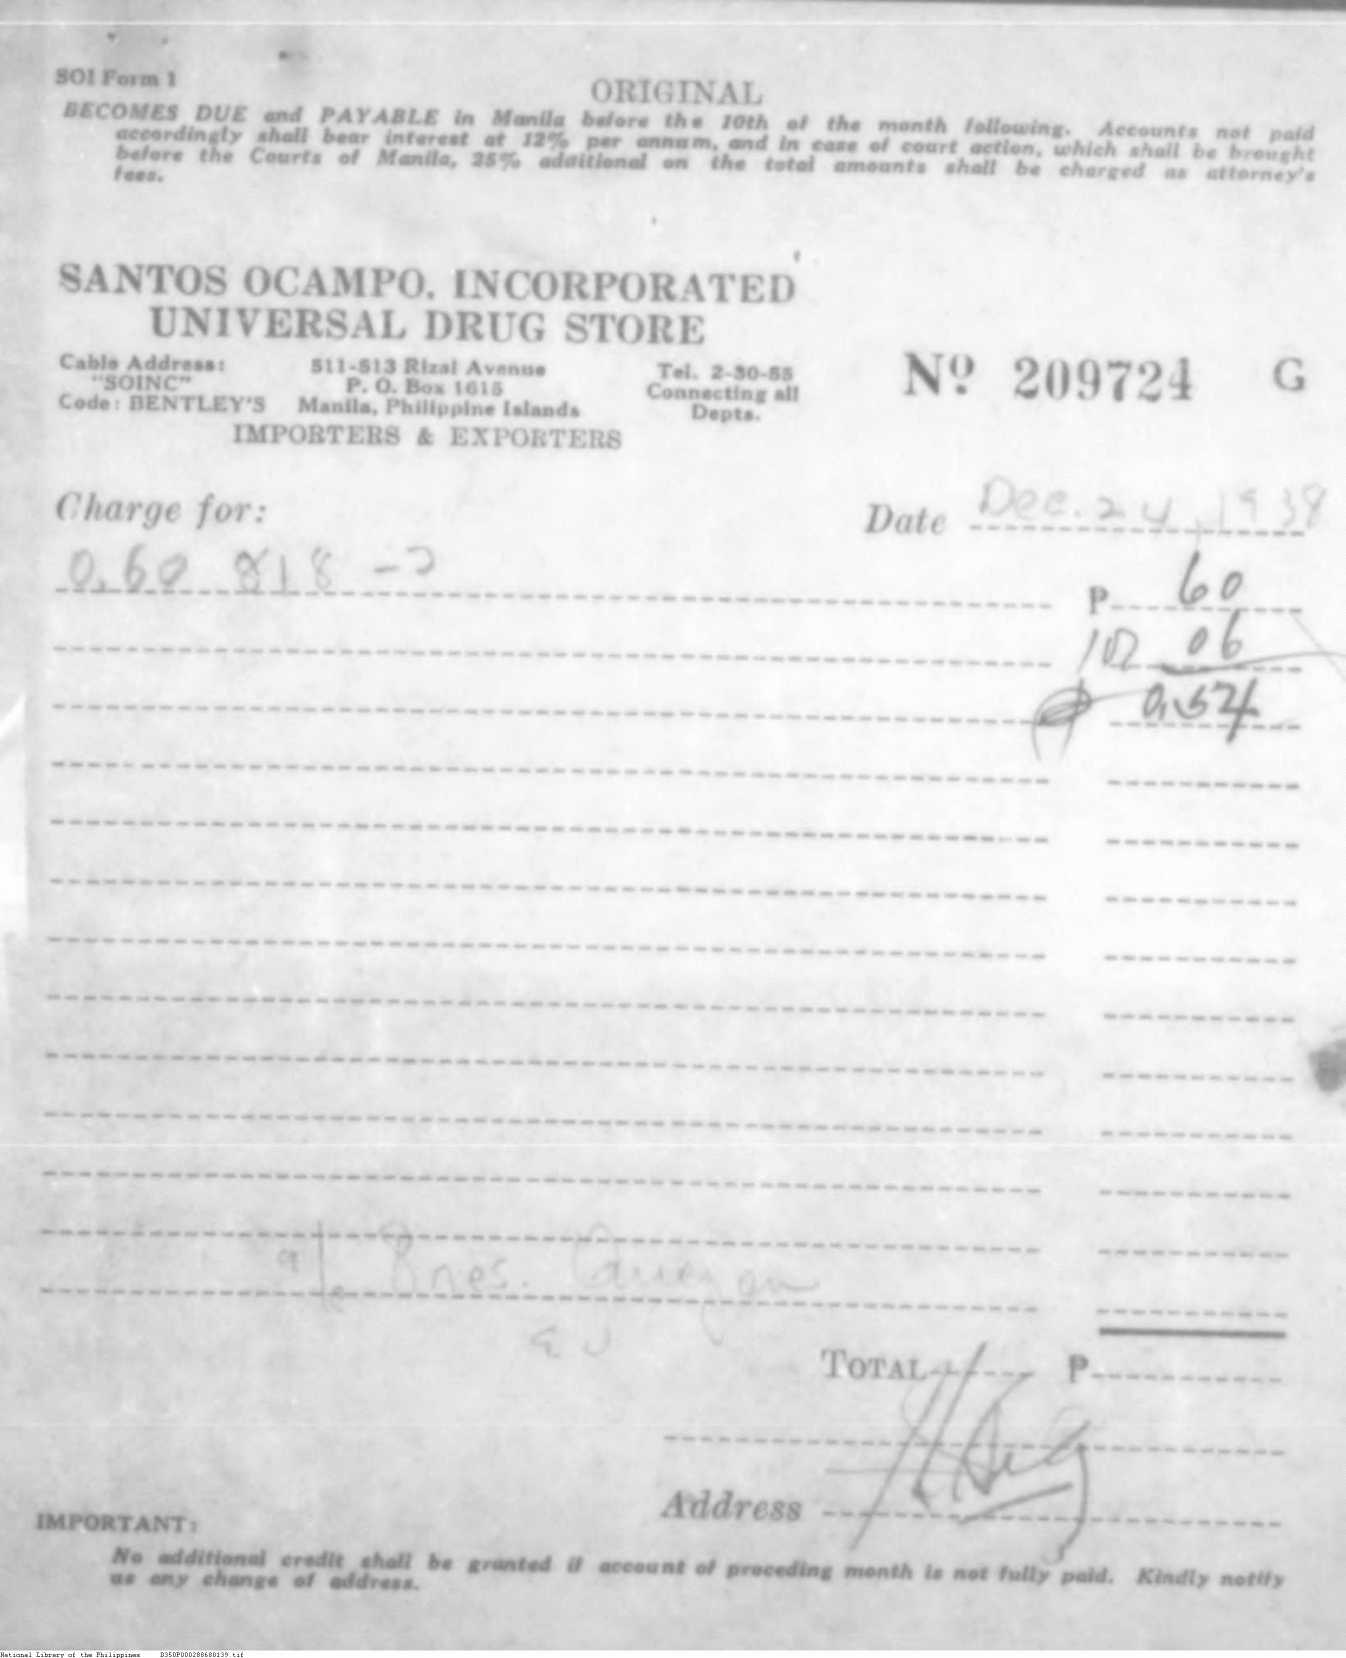 SOI Form 1
ORIGINAL
BECOMES DUE and PAYABLE in Manila before the 10th of the month following. Accounts not paid
accordingly shall bear interest at 12% per annum, and in case of court action, which shall be brought
before the Courts of Manila, 25% additional on the total amounts shall be charged as attorney's
fees.
SANTOS OCAMPO, INCORPORATED
UNIVERSAL DRUG STORE
Cable Address:
"SOINC"
Code: BENTLEY'S
511-513 Rizal Avenue
P. O. Box 1615
Manila, Philippine Islands
Tel. 2-30-55
Connecting all
Depts.
IMPORTERS & EXPORTERS
Nº 209724 G
Charge for:
Date Dec. 24, 1938
0.60 818 -
P 60
06
0.54
a/c Pres. Quezon
TOTAL P
Address
IMPORTANT:
No additional credit shall be granted if account of proceding month is not fully paid. Kindly notify
us any change of address.
National Library of the Philippines